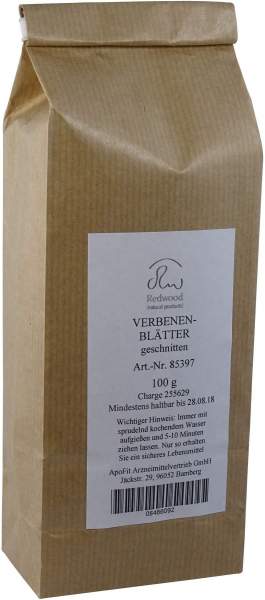 Redwood
natural products
VERBENEN-
BLÄTTER
geschnitten
Art.-Nr. 85397
100 g
Charge 255629
Mindestens haltbar bis 28.08.18
Wichtiger Hinweis: Immer mit
sprudelnd kochendem Wasser
aufgießen und 5-10 Minuten
ziehen lassen. Nur so erhalten
Sie ein sicheres Lebensmittel
ApoFit Arzneimittelvertrieb GmbH
Jackstr. 29, 96052 Bamberg
08486092